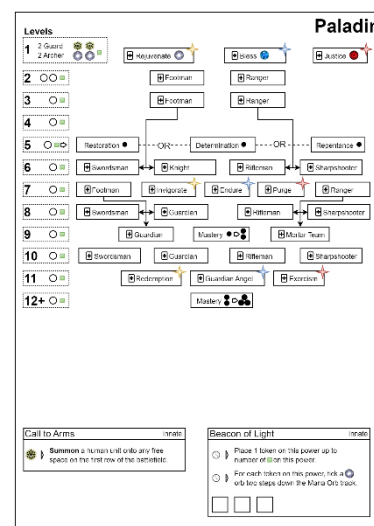 Paladin
Levels
1 2 Guard
2 Archer
Rejuvenate Bless Justice
2 Footman Ranger
3 Footman Ranger
4
5 Restoration OR Determination OR Repentance
6 Swordsman Knight Rifleman Sharpshooter
7 Footman Invigorate Endure Purge Ranger
8 Swordsman Guardian Rifleman Sharpshooter
9 Guardian Mastery Mortar Team
10 Swordsman Guardian Rifleman Sharpshooter
11 Redemption Guardian Angel Exorcism
12+ Mastery
Call to Arms Innate
Summon a human unit onto any free
space on the first row of the battlefield.
Beacon of Light Innate
Place 1 token on this power up to
number of on this power.
For each token on this power, tick a
orb two steps down the Mana Orb track.